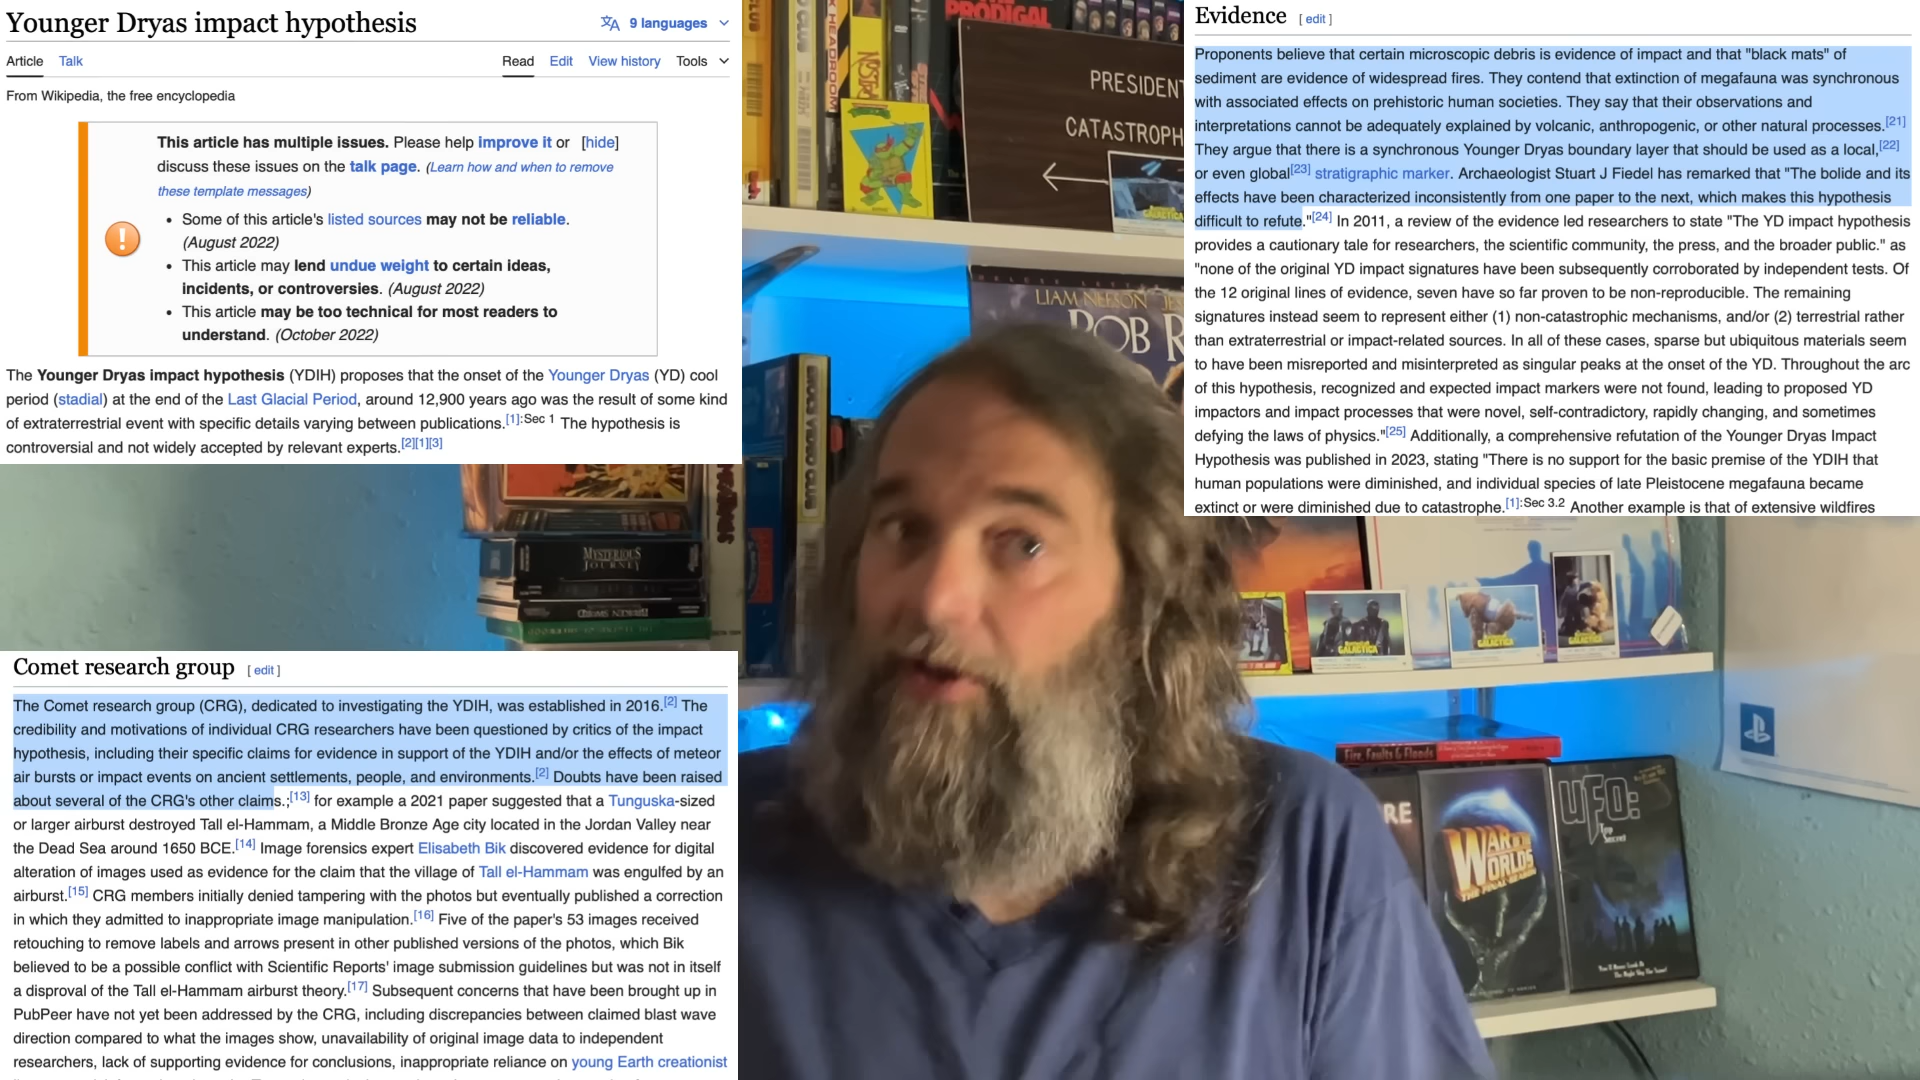 Younger Dryas impact hypothesis
9 languages
Article Talk Read Edit View history Tools
From Wikipedia, the free encyclopedia
This article has multiple issues. Please help improve it or [hide]
discuss these issues on the talk page. (Learn how and when to remove
these template messages)
• Some of this article's listed sources may not be reliable.
(August 2022)
• This article may lend undue weight to certain ideas,
incidents, or controversies. (August 2022)
• This article may be too technical for most readers to
understand. (October 2022)
The Younger Dryas impact hypothesis (YDIH) proposes that the onset of the Younger Dryas (YD) cool
period (stadial) at the end of the Last Glacial Period, around 12,900 years ago was the result of some kind
of extraterrestrial event with specific details varying between publications.[1]:Sec 1 The hypothesis is
controversial and not widely accepted by relevant experts.[2][1][3]
Comet research group [ edit ]
The Comet research group (CRG), dedicated to investigating the YDIH, was established in 2016.[2] The
credibility and motivations of individual CRG researchers have been questioned by critics of the impact
hypothesis, including their specific claims for evidence in support of the YDIH and/or the effects of meteor
air bursts or impact events on ancient settlements, people, and environments.[2] Doubts have been raised
about several of the CRG's other claims.;[13] for example a 2021 paper suggested that a Tunguska-sized
or larger airburst destroyed Tall el-Hammam, a Middle Bronze Age city located in the Jordan Valley near
the Dead Sea around 1650 BCE.[14] Image forensics expert Elisabeth Bik discovered evidence for digital
alteration of images used as evidence for the claim that the village of Tall el-Hammam was engulfed by an
airburst.[15] CRG members initially denied tampering with the photos but eventually published a correction
in which they admitted to inappropriate image manipulation.[16] Five of the paper's 53 images received
retouching to remove labels and arrows present in other published versions of the photos, which Bik
believed to be a possible conflict with Scientific Reports' image submission guidelines but was not in itself
a disproval of the Tall el-Hammam airburst theory.[17] Subsequent concerns that have been brought up in
PubPeer have not yet been addressed by the CRG, including discrepancies between claimed blast wave
direction compared to what the images show, unavailability of original image data to independent
researchers, lack of supporting evidence for conclusions, inappropriate reliance on young Earth creationist
Evidence [ edit ]
Proponents believe that certain microscopic debris is evidence of impact and that "black mats" of
sediment are evidence of widespread fires. They contend that extinction of megafauna was synchronous
with associated effects on prehistoric human societies. They say that their observations and
interpretations cannot be adequately explained by volcanic, anthropogenic, or other natural processes.[21]
They argue that there is a synchronous Younger Dryas boundary layer that should be used as a local,[22]
or even global[23] stratigraphic marker. Archaeologist Stuart J Fiedel has remarked that "The bolide and its
effects have been characterized inconsistently from one paper to the next, which makes this hypothesis
difficult to refute."[24] In 2011, a review of the evidence led researchers to state "The YD impact hypothesis
provides a cautionary tale for researchers, the scientific community, the press, and the broader public." as
"none of the original YD impact signatures have been subsequently corroborated by independent tests. Of
the 12 original lines of evidence, seven have so far proven to be non-reproducible. The remaining
signatures instead seem to represent either (1) non-catastrophic mechanisms, and/or (2) terrestrial rather
than extraterrestrial or impact-related sources. In all of these cases, sparse but ubiquitous materials seem
to have been misreported and misinterpreted as singular peaks at the onset of the YD. Throughout the arc
of this hypothesis, recognized and expected impact markers were not found, leading to proposed YD
impactors and impact processes that were novel, self-contradictory, rapidly changing, and sometimes
defying the laws of physics."[25] Additionally, a comprehensive refutation of the Younger Dryas Impact
Hypothesis was published in 2023, stating "There is no support for the basic premise of the YDIH that
human populations were diminished, and individual species of late Pleistocene megafauna became
extinct or were diminished due to catastrophe.[1]:Sec 3.2 Another example is that of extensive wildfires
PRODIGAL
HEADROOM
PRESIDENT
CATASTROPH
GALACTICA
LIAM NEESON
ROB R
MYSTERIOUS
JOURNEY
GALACTICA
GALACTICA
GALACTICA
Fire, Faults & Floods
RE
WAR OF THE
WORLDS
UFO:
Top
Secret